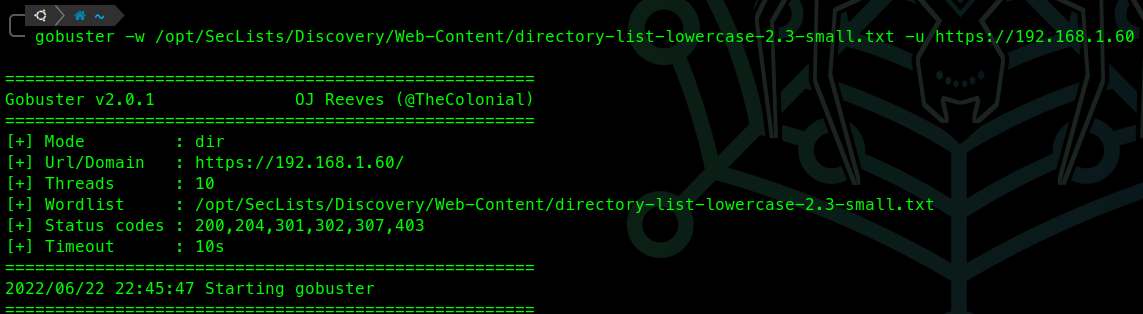 ~
gobuster -w /opt/SecLists/Discovery/Web-Content/directory-list-lowercase-2.3-small.txt -u https://192.168.1.60
=====================================================
Gobuster v2.0.1              OJ Reeves (@TheColonial)
=====================================================
[+] Mode         : dir
[+] Url/Domain   : https://192.168.1.60/
[+] Threads      : 10
[+] Wordlist     : /opt/SecLists/Discovery/Web-Content/directory-list-lowercase-2.3-small.txt
[+] Status codes : 200,204,301,302,307,403
[+] Timeout      : 10s
=====================================================
2022/06/22 22:45:47 Starting gobuster
=====================================================